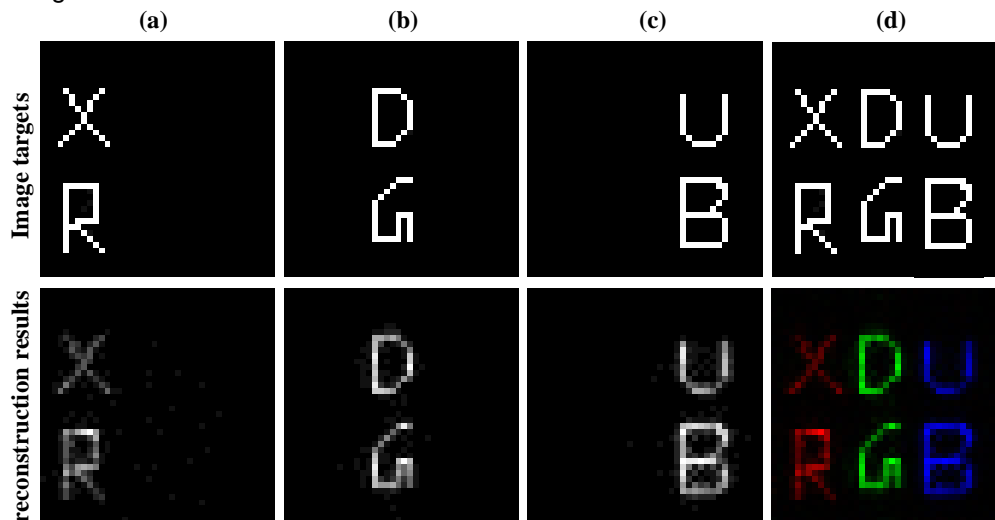 (a) (b) (c) (d)
Image targets
X D U X D U
R G B R G B
reconstruction results
X D U X D U
R G B R G B